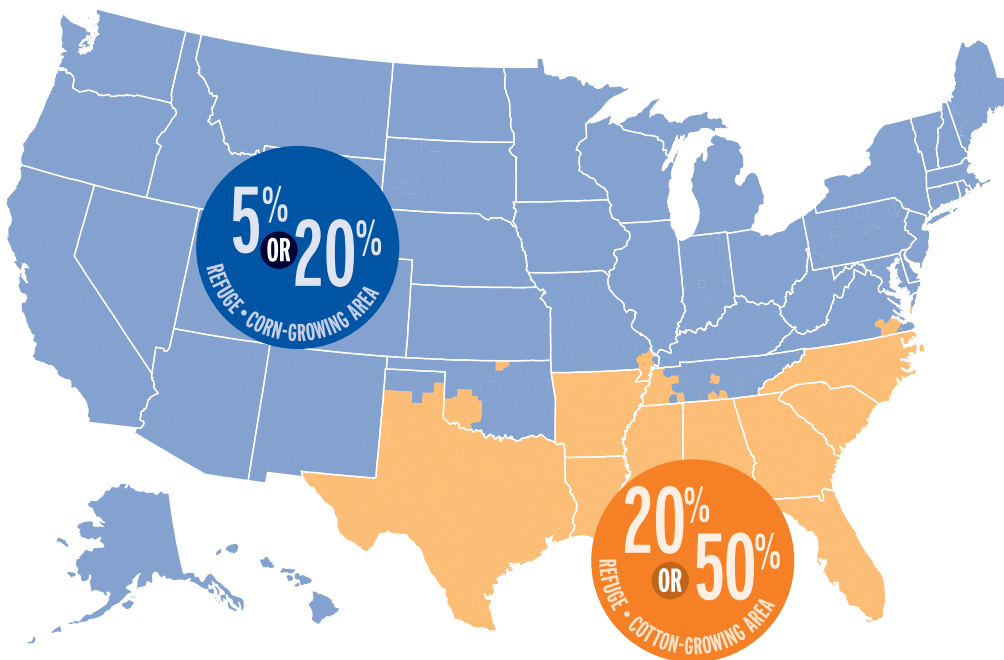 5%
OR
20%
REFUGE • CORN-GROWING AREA
20%
OR
50%
REFUGE • COTTON-GROWING AREA